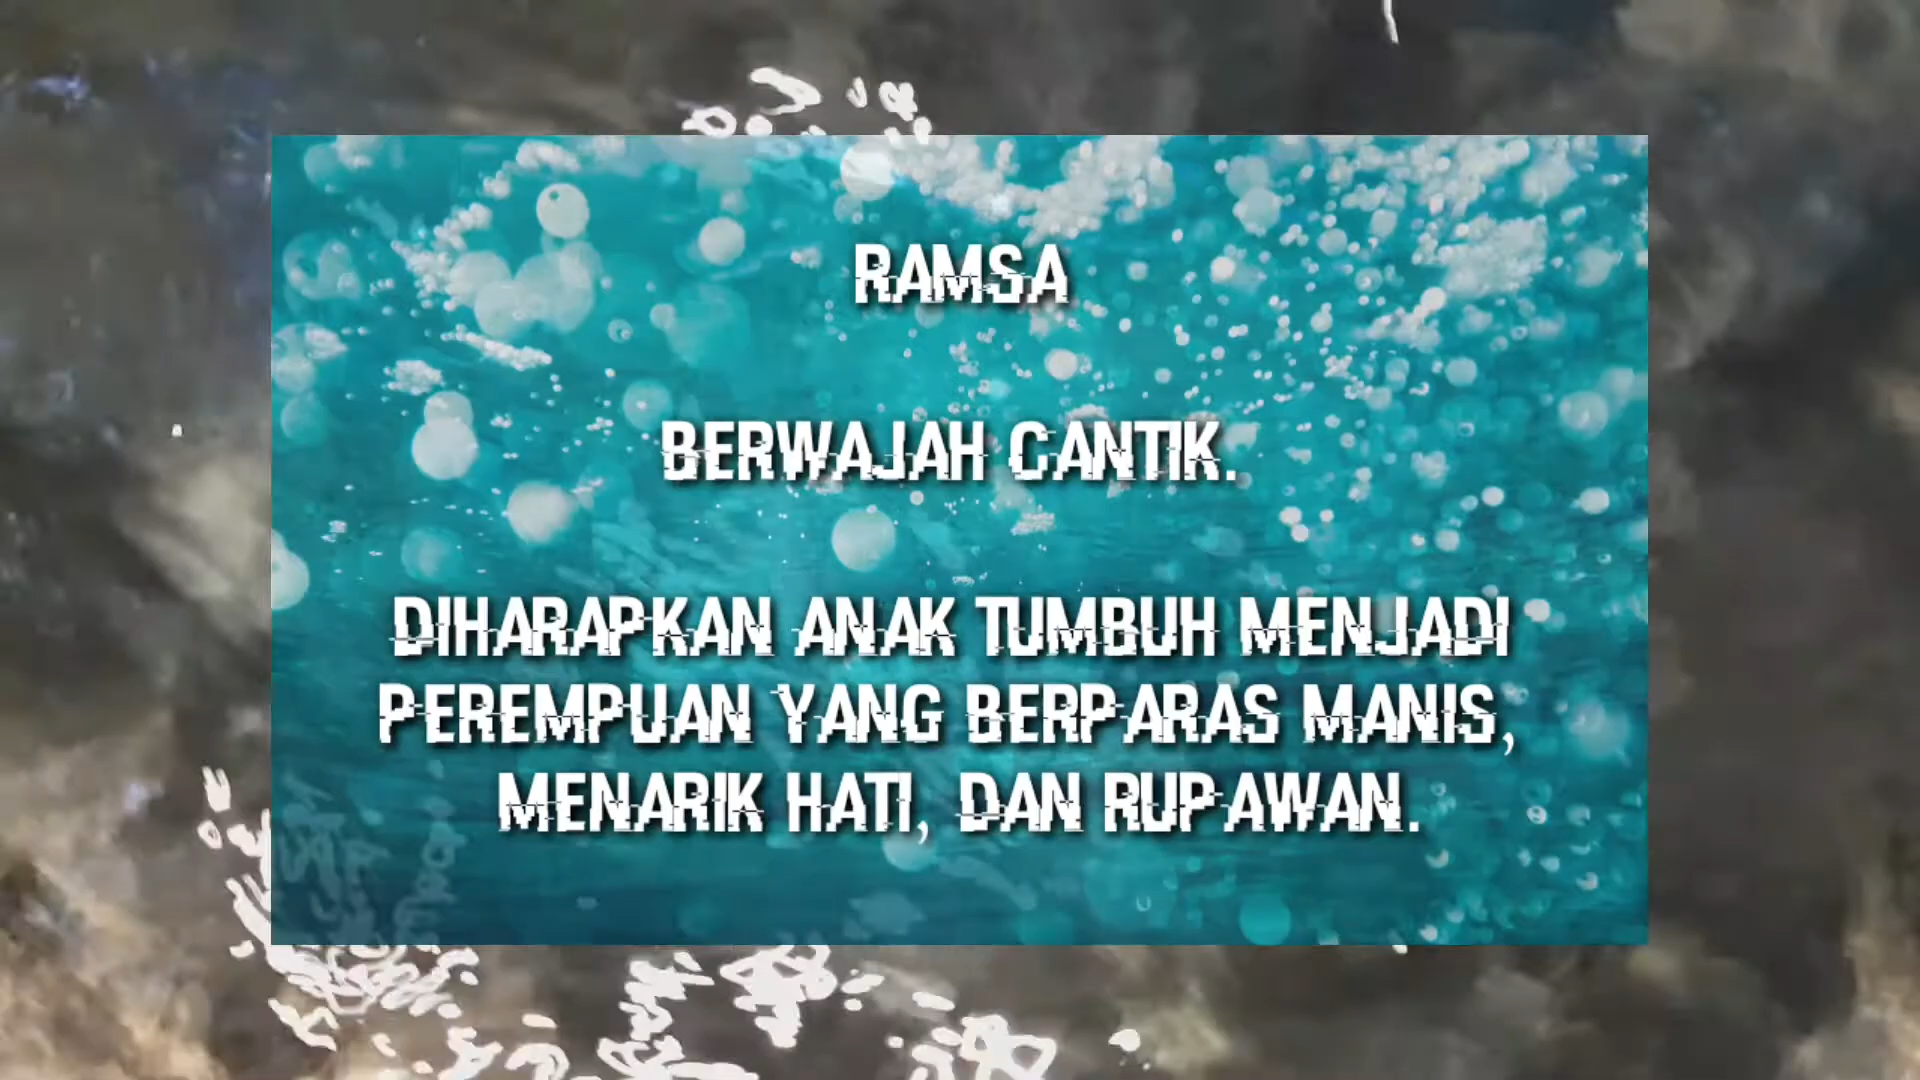 RAMSA
BERWAJAH CANTIK.
DIHARAPKAN ANAK TUMBUH MENJADI
PEREMPUAN YANG BERPARAS MANIS,
MENARIK HATI, DAN RUPAWAN.